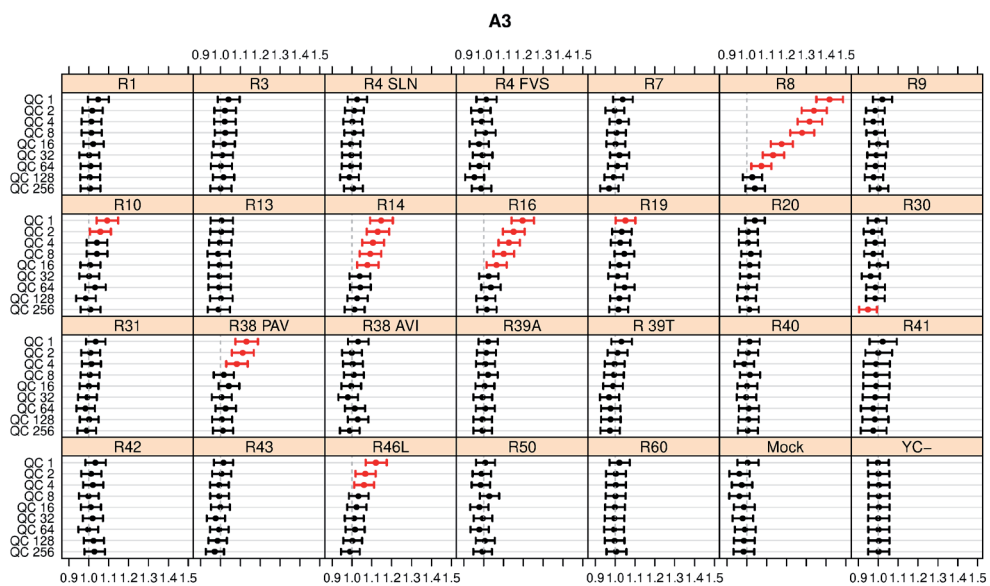 A3
0.91.01.11.21.31.41.5 0.91.01.11.21.31.41.5 0.91.01.11.21.31.41.5
R1 R3 R4 SLN R4 FVS R7 R8 R9
QC 1
QC 2
QC 4
QC 8
QC 16
QC 32
QC 64
QC 128
QC 256
R10 R13 R14 R16 R19 R20 R30
QC 1
QC 2
QC 4
QC 8
QC 16
QC 32
QC 64
QC 128
QC 256
R31 R38 PAV R38 AVI R39A R 39T R40 R41
QC 1
QC 2
QC 4
QC 8
QC 16
QC 32
QC 64
QC 128
QC 256
R42 R43 R46L R50 R60 Mock YC−
QC 1
QC 2
QC 4
QC 8
QC 16
QC 32
QC 64
QC 128
QC 256
0.91.01.11.21.31.41.5 0.91.01.11.21.31.41.5 0.91.01.11.21.31.41.5 0.91.01.11.21.31.41.5